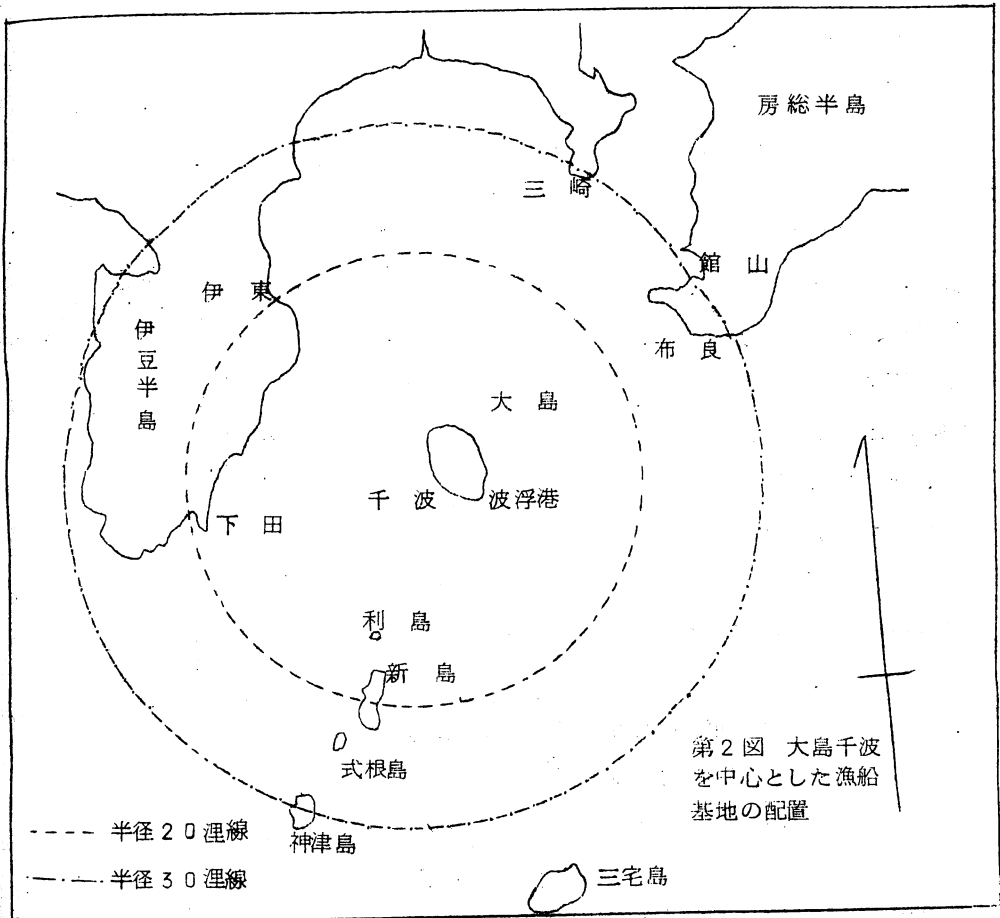 房総半島
三崎
館山
伊東
伊豆半島
布良
大島
千波
波浮港
下田
利島
新島
第2図 大島千波
を中心とした漁船
基地の配置
式根島
半径20浬線
神津島
半径30浬線
三宅島